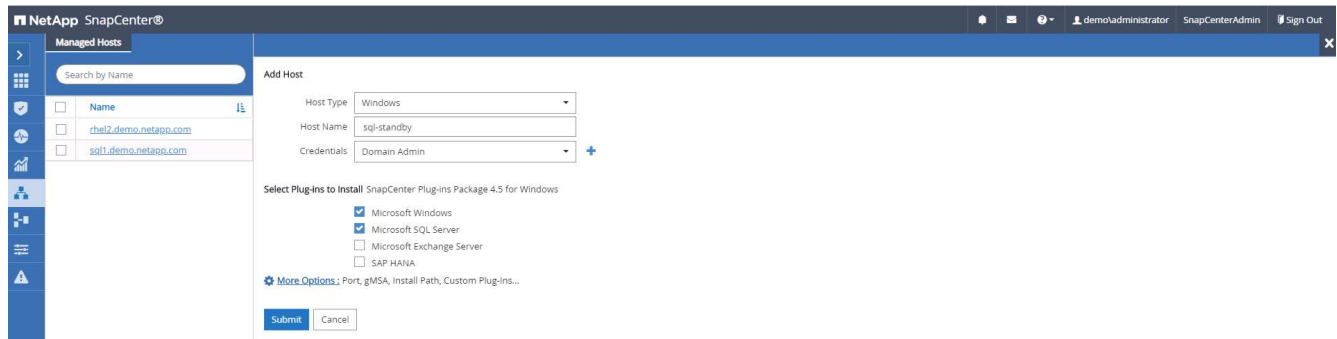 NetApp SnapCenter®
demo\administrator SnapCenterAdmin Sign Out
Managed Hosts
Search by Name
Name
rhel2.demo.netapp.com
sql1.demo.netapp.com
Add Host
Host Type Windows
Host Name sql-standby
Credentials Domain Admin
Select Plug-ins to Install SnapCenter Plug-ins Package 4.5 for Windows
Microsoft Windows
Microsoft SQL Server
Microsoft Exchange Server
SAP HANA
More Options : Port, gMSA, Install Path, Custom Plug-Ins...
Submit Cancel